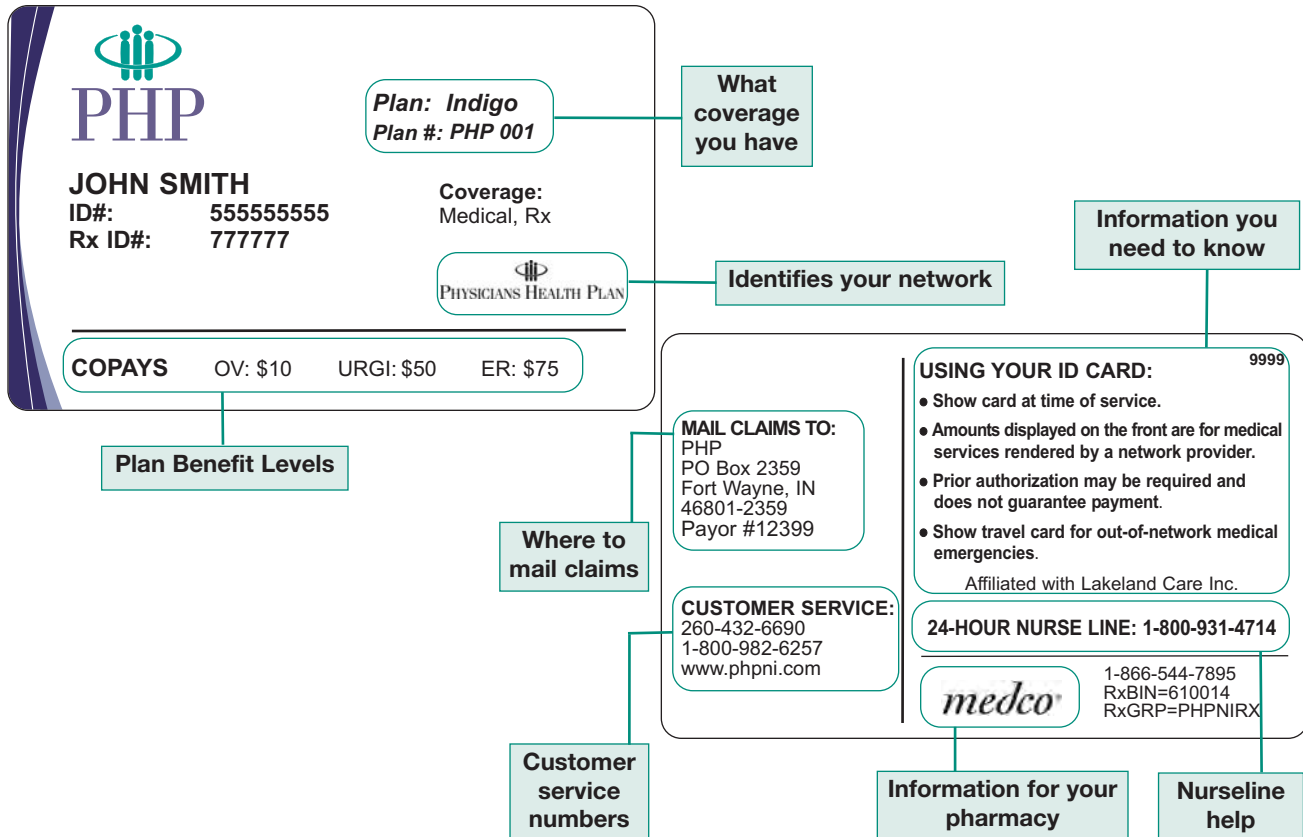 PHP
Plan: Indigo
Plan #: PHP 001
JOHN SMITH
ID#: 555555555
Rx ID#: 777777
Coverage:
Medical, Rx
PHYSICIANS HEALTH PLAN
COPAYS OV: $10 URGI: $50 ER: $75
What
coverage
you have
Identifies your network
Plan Benefit Levels
Information you
need to know
MAIL CLAIMS TO:
PHP
PO Box 2359
Fort Wayne, IN
46801-2359
Payor #12399
CUSTOMER SERVICE:
260-432-6690
1-800-982-6257
www.phpni.com
USING YOUR ID CARD: 9999
● Show card at time of service.
● Amounts displayed on the front are for medical
services rendered by a network provider.
● Prior authorization may be required and
does not guarantee payment.
● Show travel card for out-of-network medical
emergencies.
Affiliated with Lakeland Care Inc.
24-HOUR NURSE LINE: 1-800-931-4714
medco®
1-866-544-7895
RxBIN=610014
RxGRP=PHPNIRX
Where to
mail claims
Customer
service
numbers
Information for your
pharmacy
Nurseline
help